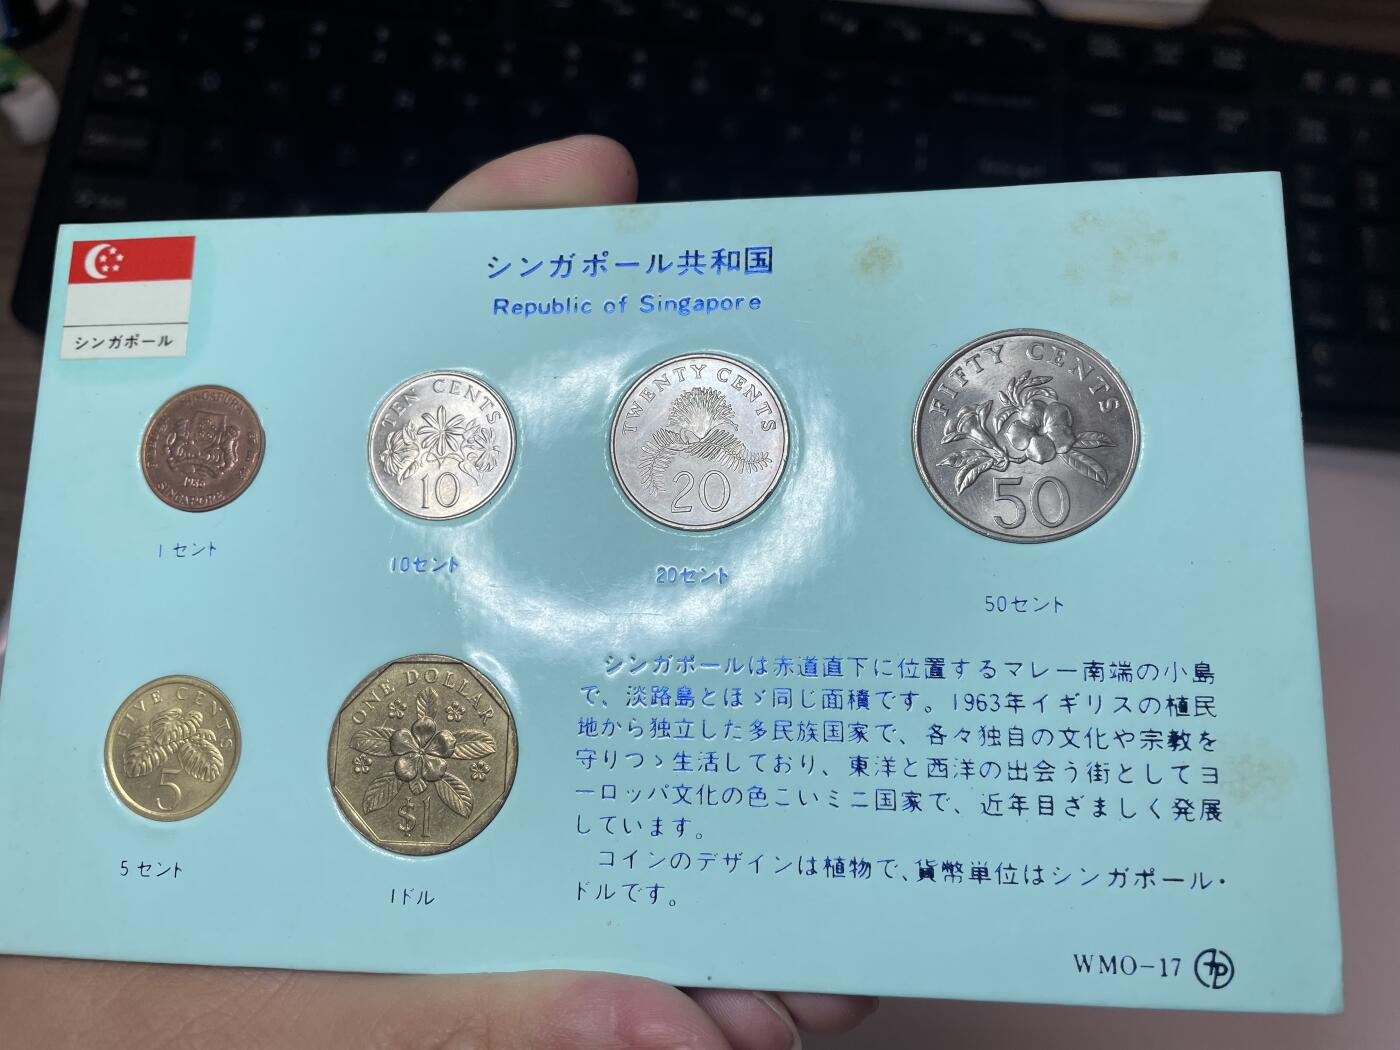 シンガポール
シンガポール共和国
Republic of Singapore
SINGAPURA
SINGAPORE
1セント
TEN CENTS
10
10セント
TWENTY CENTS
20
20セント
FIFTY CENTS
50
50セント
FIVE CENTS
5
5セント
ONE DOLLAR
$1
1ドル
シンガポールは赤道直下に位置するマレー南端の小島
で、淡路島とほゞ同じ面積です。1963年イギリスの植民
地から独立した多民族国家で、各々独自の文化や宗教を
守りつゝ生活しており、東洋と西洋の出会う街としてヨ
ーロッパ文化の色こいミニ国家で、近年目ざましく発展
しています。
コインのデザインは植物で、貨幣単位はシンガポール・
ドルです。
WMO-17